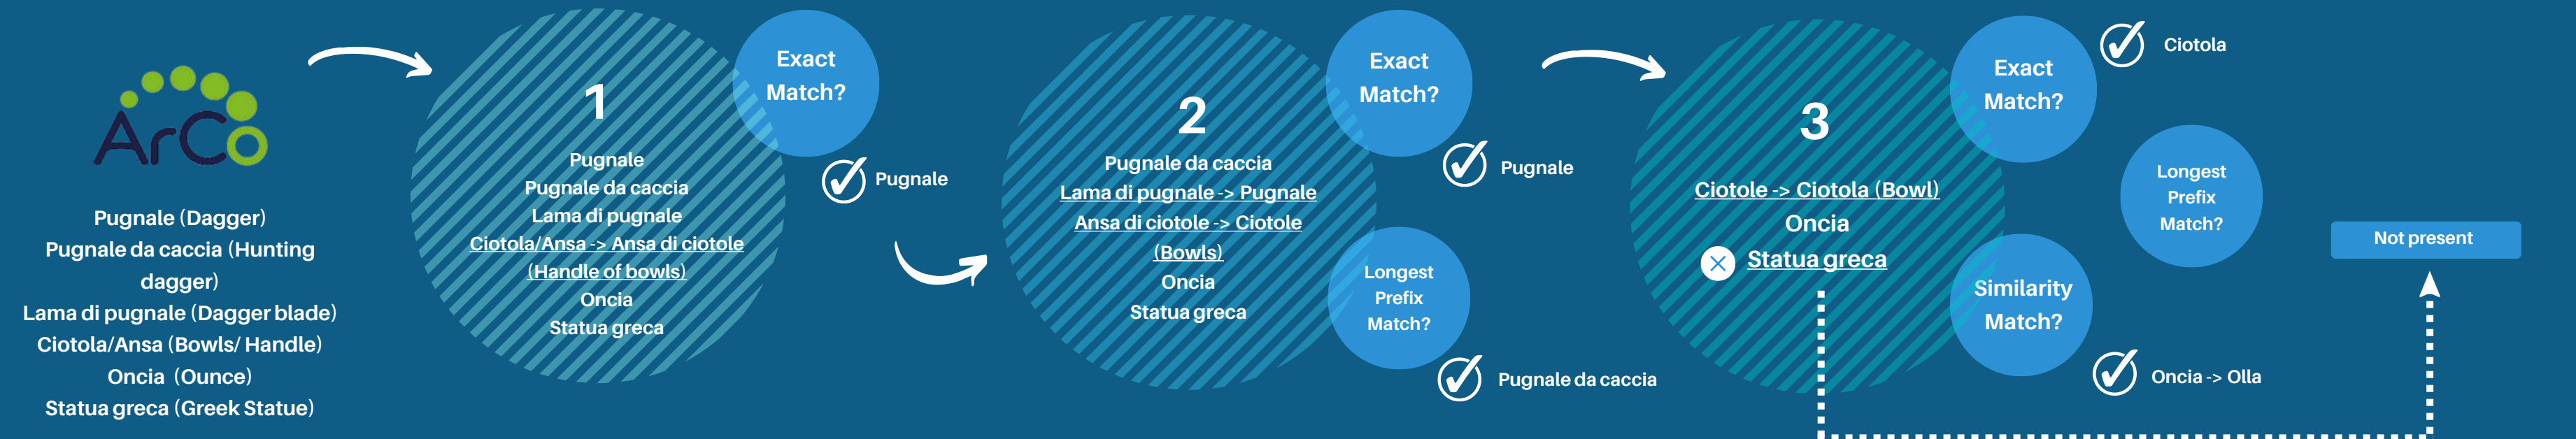 ArCo
Pugnale (Dagger)
Pugnale da caccia (Hunting
dagger)
Lama di pugnale (Dagger blade)
Ciotola/Ansa (Bowls/ Handle)
Oncia (Ounce)
Statua greca (Greek Statue)
1
Pugnale
Pugnale da caccia
Lama di pugnale
Ciotola/Ansa -> Ansa di ciotole
(Handle of bowls)
Oncia
Statua greca
Exact
Match?
Pugnale
2
Pugnale da caccia
Lama di pugnale -> Pugnale
Ansa di ciotole -> Ciotole
(Bowls)
Oncia
Statua greca
Exact
Match?
Pugnale
Longest
Prefix
Match?
Pugnale da caccia
3
Ciotole -> Ciotola (Bowl)
Oncia
Statua greca
Exact
Match?
Ciotola
Longest
Prefix
Match?
Similarity
Match?
Oncia -> Olla
Not present